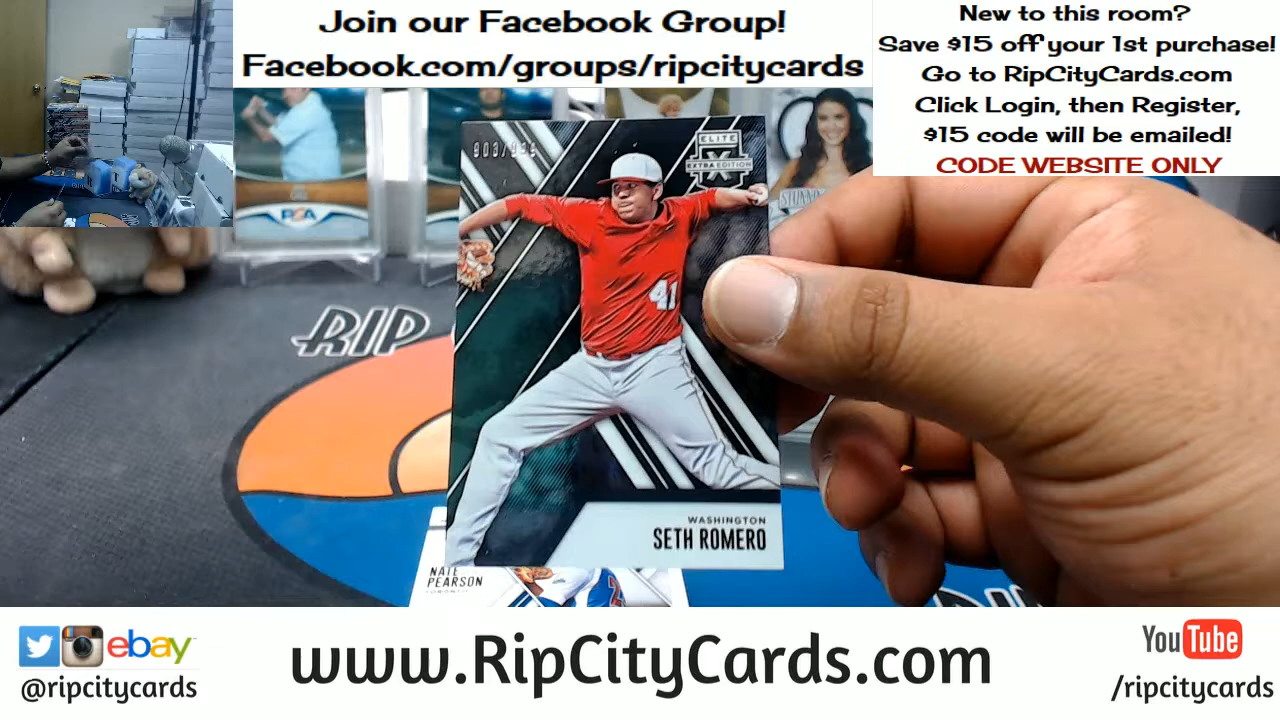 Join our Facebook Group!
Facebook.com/groups/ripcitycards
New to this room?
Save $15 off your 1st purchase!
Go to RipCityCards.com
Click Login, then Register,
$15 code will be emailed!
CODE WEBSITE ONLY
ELITE
EXTRA EDITION
PSA
RIP
41
WASHINGTON
SETH ROMERO
NATE
PEARSON
TORONTO
ebay
@ripcitycards
www.RipCityCards.com
YouTube
/ripcitycards